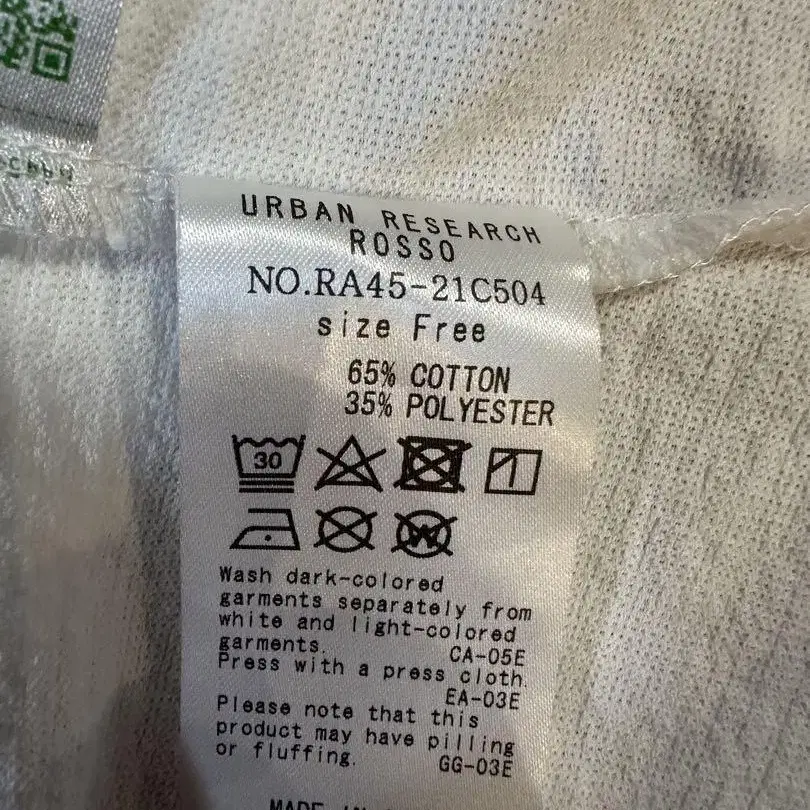 URBAN RESEARCH
ROSSO
NO.RA45-21C504
size Free
65% COTTON
35% POLYESTER
30
W
Wash dark-colored
garments separately from
white and light-colored
garments. CA-05E
Press with a press cloth.
EA-03E
Please note that this
product may have pilling
or fluffing. GG-03E
MADE IN